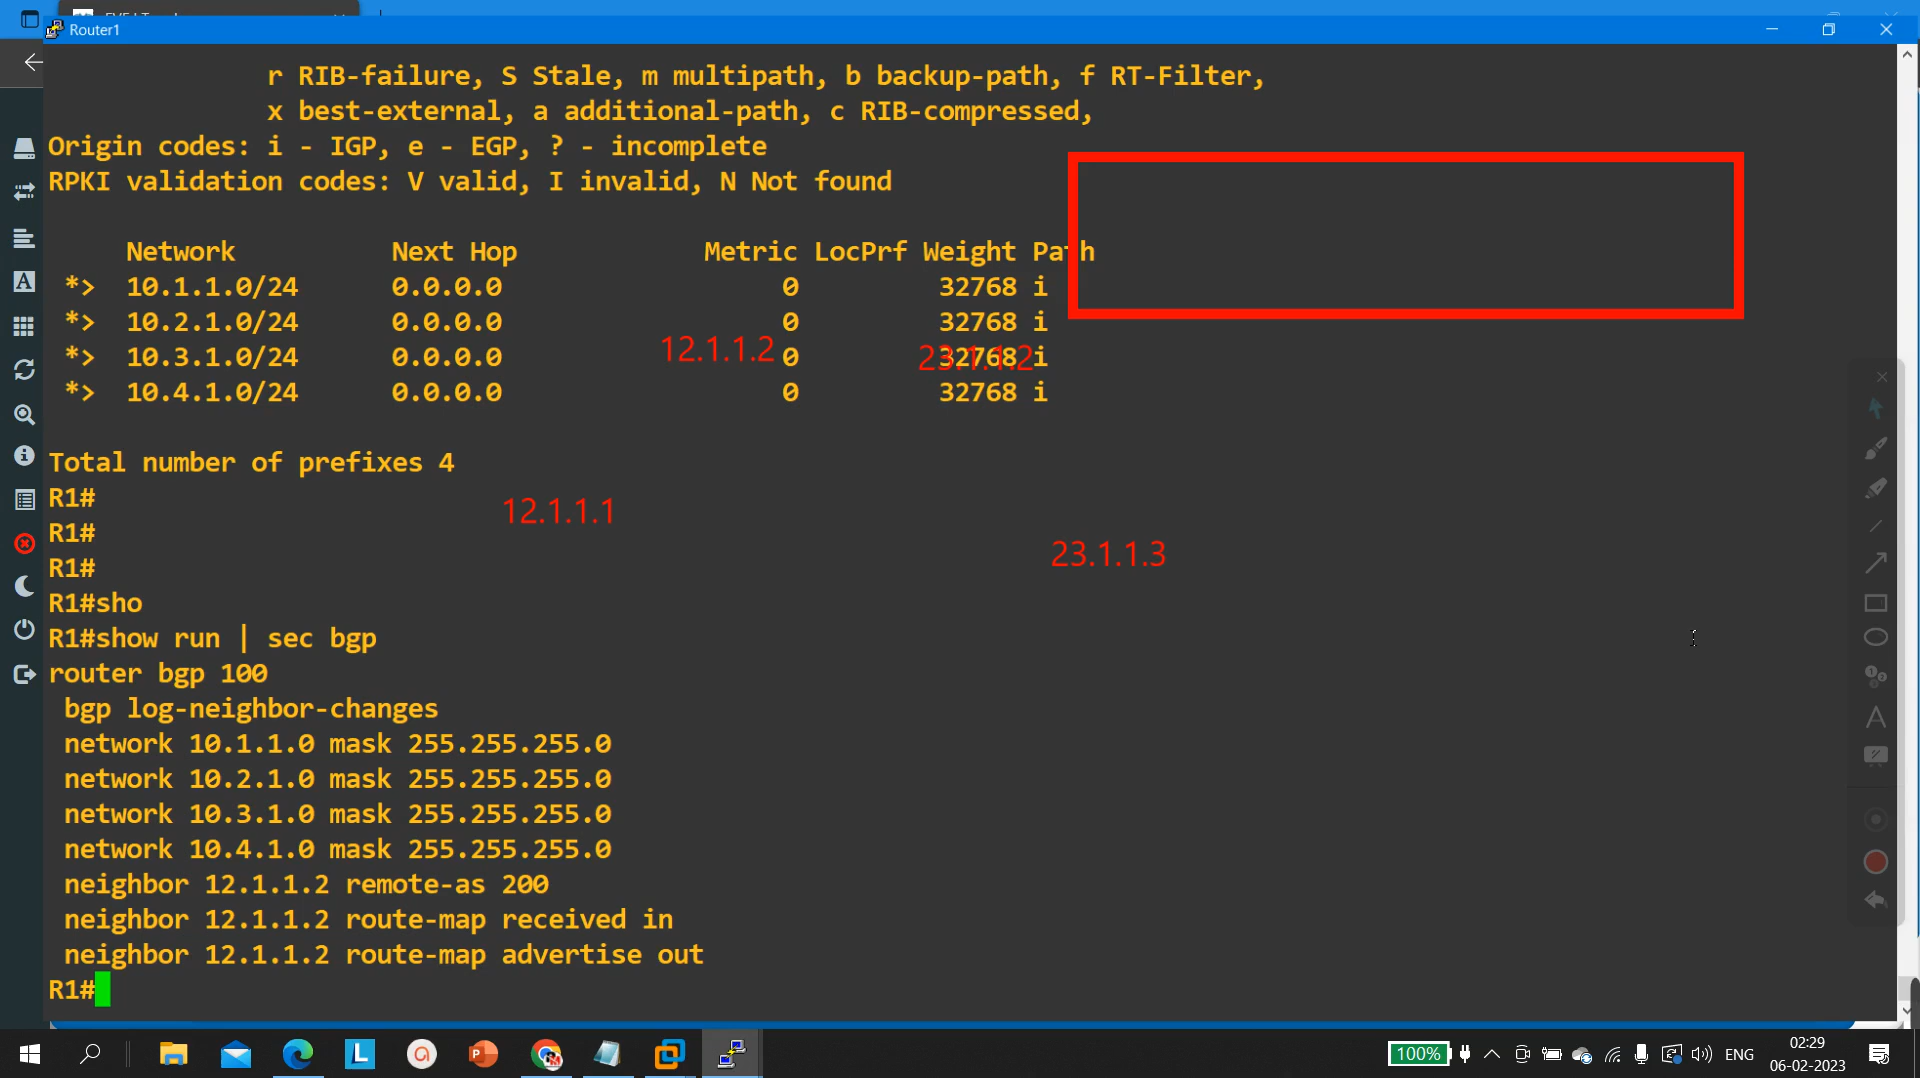 Router1
r RIB-failure, S Stale, m multipath, b backup-path, f RT-Filter,
x best-external, a additional-path, c RIB-compressed,
Origin codes: i - IGP, e - EGP, ? - incomplete
RPKI validation codes: V valid, I invalid, N Not found
Network Next Hop Metric LocPrf Weight Path
*> 10.1.1.0/24 0.0.0.0 0 32768 i
*> 10.2.1.0/24 0.0.0.0 0 32768 i
12.1.1.2
23.1.1.2
*> 10.3.1.0/24 0.0.0.0 0 32768 i
*> 10.4.1.0/24 0.0.0.0 0 32768 i
Total number of prefixes 4
R1#
12.1.1.1
R1#
23.1.1.3
R1#
R1#sho
R1#show run | sec bgp
router bgp 100
bgp log-neighbor-changes
network 10.1.1.0 mask 255.255.255.0
network 10.2.1.0 mask 255.255.255.0
network 10.3.1.0 mask 255.255.255.0
network 10.4.1.0 mask 255.255.255.0
neighbor 12.1.1.2 remote-as 200
neighbor 12.1.1.2 route-map received in
neighbor 12.1.1.2 route-map advertise out
R1#
100%
ENG
02:29
06-02-2023